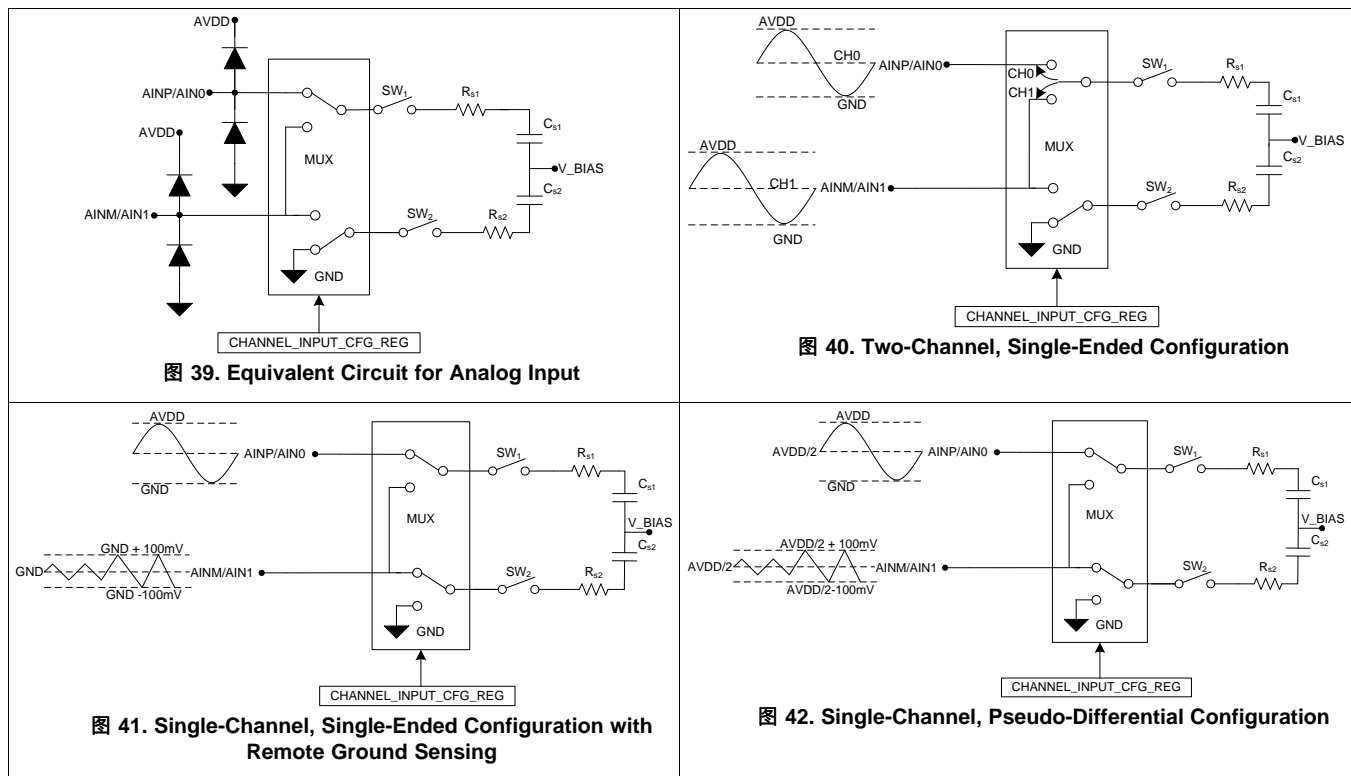 AVDD
AINP/AIN0
AVDD
AINM/AIN1
MUX
GND
SW1
Rs1
Cs1
V_BIAS
Cs2
SW2
Rs2
CHANNEL_INPUT_CFG_REG
图 39. Equivalent Circuit for Analog Input
AVDD
CH0
GND
AINP/AIN0
AVDD
CH1
GND
AINM/AIN1
CH0
CH1
MUX
GND
SW1
Rs1
Cs1
V_BIAS
Cs2
SW2
Rs2
CHANNEL_INPUT_CFG_REG
图 40. Two-Channel, Single-Ended Configuration
AVDD
GND
AINP/AIN0
GND + 100mV
GND
GND -100mV
AINM/AIN1
MUX
GND
SW1
Rs1
Cs1
V_BIAS
Cs2
SW2
Rs2
CHANNEL_INPUT_CFG_REG
图 41. Single-Channel, Single-Ended Configuration with
Remote Ground Sensing
AVDD
AVDD/2
GND
AINP/AIN0
AVDD/2 + 100mV
AVDD/2
AVDD/2-100mV
AINM/AIN1
MUX
GND
SW1
Rs1
Cs1
V_BIAS
Cs2
SW2
Rs2
CHANNEL_INPUT_CFG_REG
图 42. Single-Channel, Pseudo-Differential Configuration